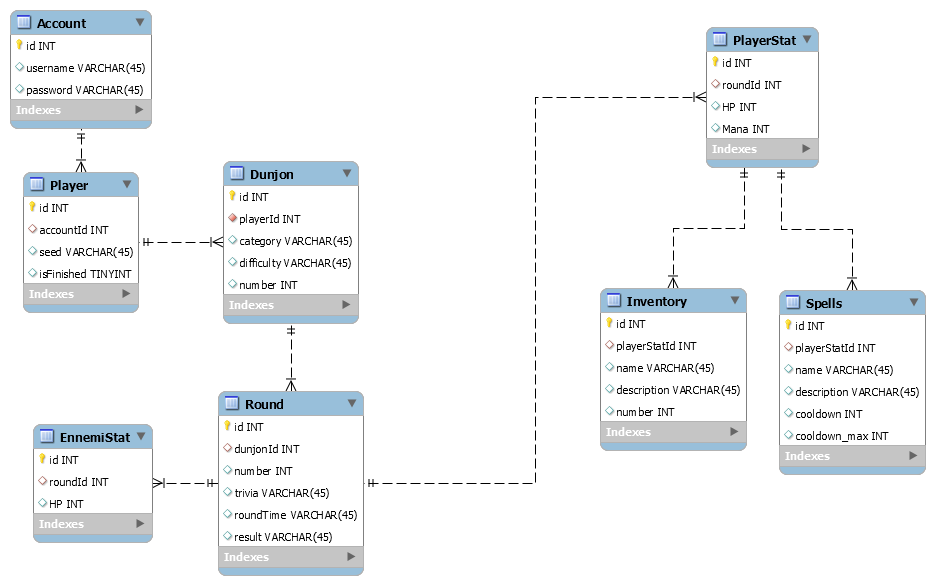 Account
id INT
username VARCHAR(45)
password VARCHAR(45)
Indexes
Player
id INT
accountId INT
seed VARCHAR(45)
isFinished TINYINT
Indexes
Dunjon
id INT
playerId INT
category VARCHAR(45)
difficulty VARCHAR(45)
number INT
Indexes
Round
id INT
dunjonId INT
number INT
trivia VARCHAR(45)
roundTime VARCHAR(45)
result VARCHAR(45)
Indexes
EnnemiStat
id INT
roundId INT
HP INT
Indexes
PlayerStat
id INT
roundId INT
HP INT
Mana INT
Indexes
Inventory
id INT
playerStatId INT
name VARCHAR(45)
description VARCHAR(45)
number INT
Indexes
Spells
id INT
playerStatId INT
name VARCHAR(45)
description VARCHAR(45)
cooldown INT
cooldown_max INT
Indexes